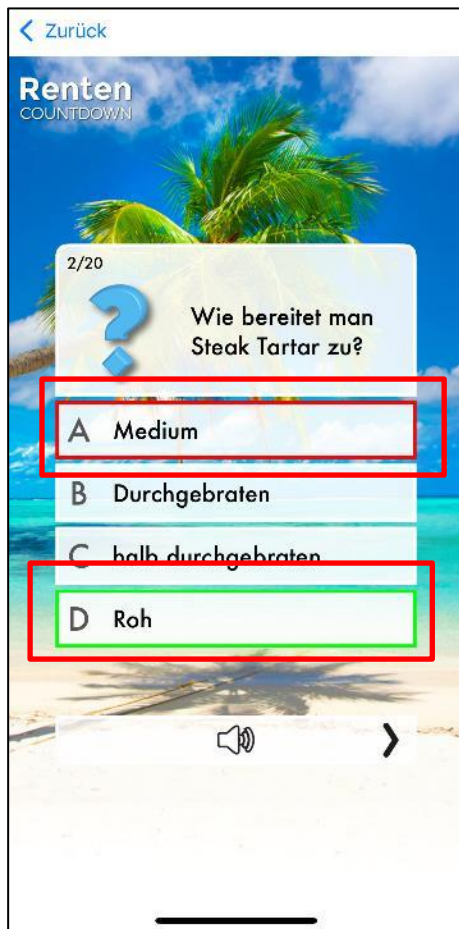 Zurück
Renten
COUNTDOWN
2/20
Wie bereitet man
Steak Tartar zu?
A Medium
B Durchgebraten
C halb durchgebraten
D Roh